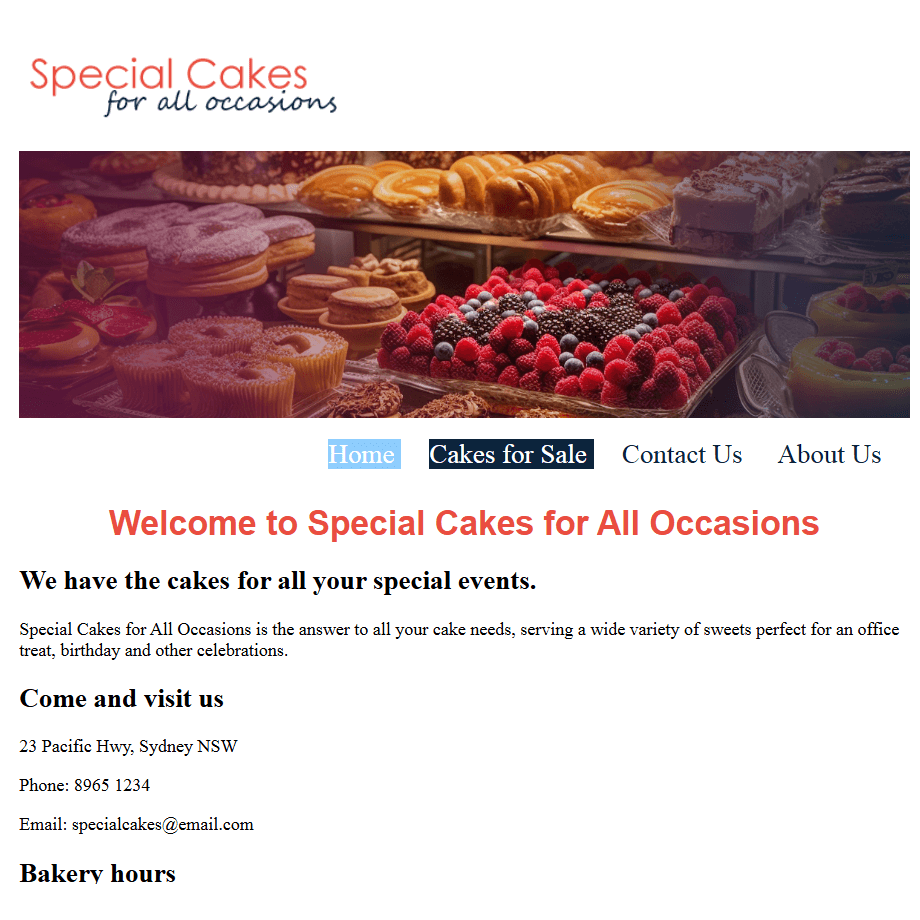 Special Cakes
for all occasions
Home Cakes for Sale Contact Us About Us
Welcome to Special Cakes for All Occasions
We have the cakes for all your special events.
Special Cakes for All Occasions is the answer to all your cake needs, serving a wide variety of sweets perfect for an office
treat, birthday and other celebrations.
Come and visit us
23 Pacific Hwy, Sydney NSW
Phone: 8965 1234
Email: specialcakes@email.com
Bakery hours